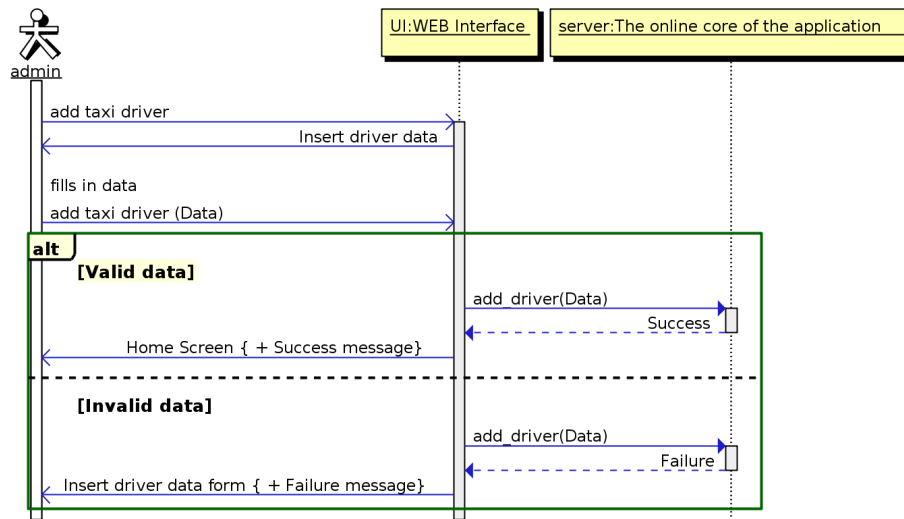 UI:WEB Interface
server:The online core of the application
admin
add taxi driver
Insert driver data
fills in data
add taxi driver (Data)
alt
[Valid data]
add_driver(Data)
Success
Home Screen { + Success message}
[Invalid data]
add_driver(Data)
Failure
Insert driver data form { + Failure message}